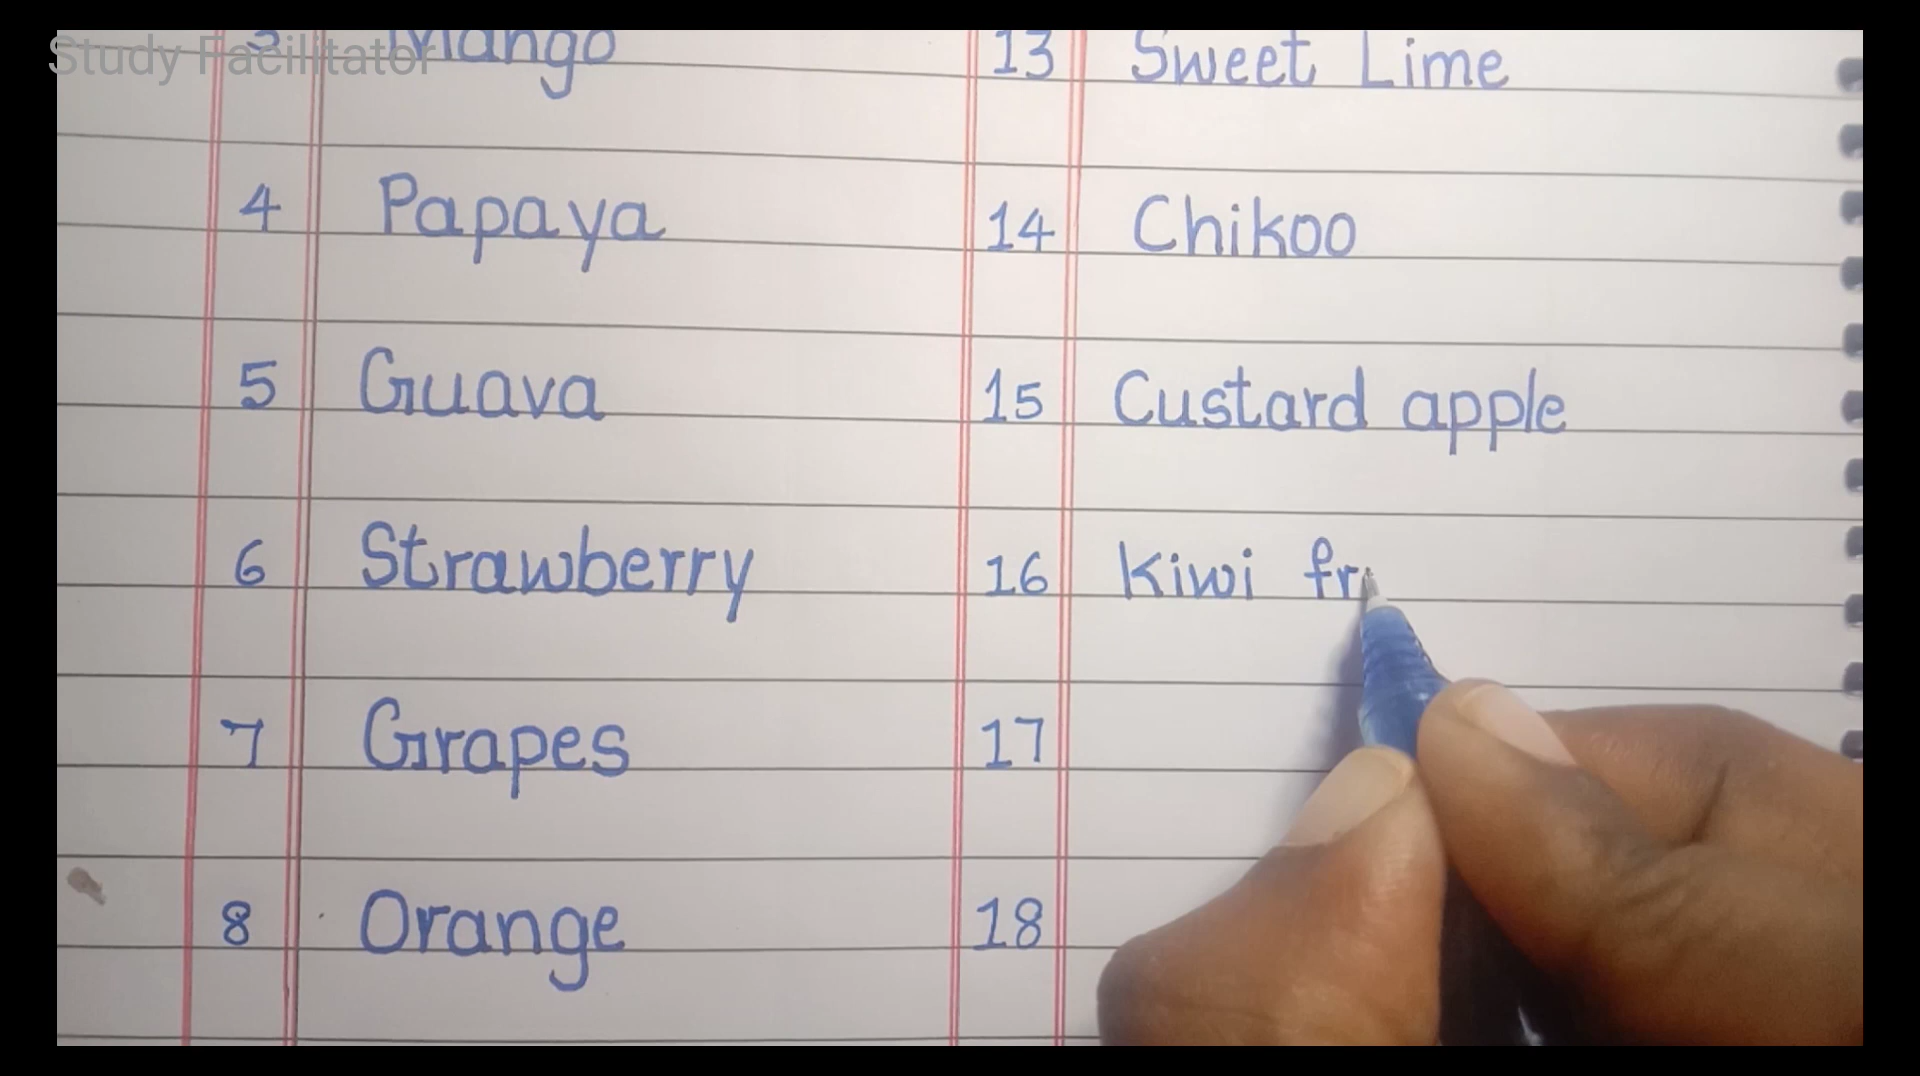 Study Facilitator
3 Mango
4 Papaya
5 Guava
6 Strawberry
7 Grapes
8 Orange
13 Sweet Lime
14 Chikoo
15 Custard apple
16 Kiwi fr
17
18